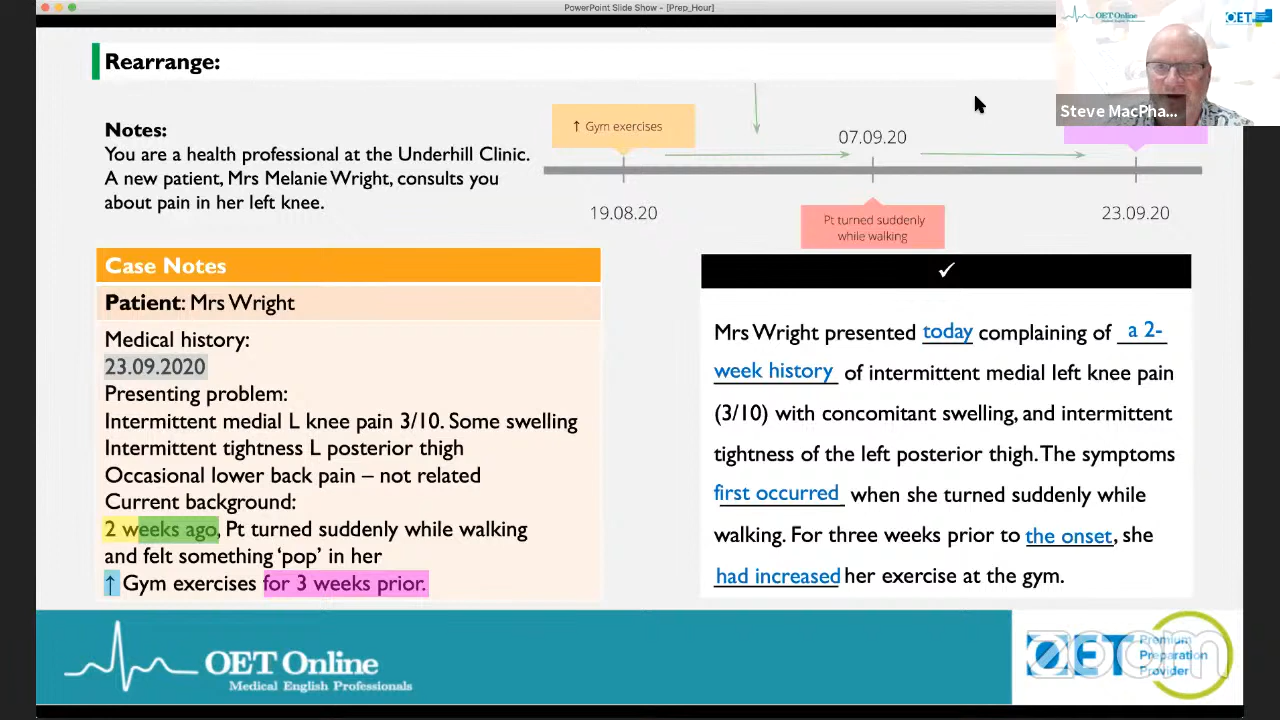 PowerPoint Slide Show - [Prep_Hour]
OET Online
OET
Steve MacPha...
Rearrange:
Notes:
You are a health professional at the Underhill Clinic.
A new patient, Mrs Melanie Wright, consults you
about pain in her left knee.
↑ Gym exercises
07.09.20
19.08.20
Pt turned suddenly
while walking
23.09.20
Case Notes
Patient: Mrs Wright
Medical history:
23.09.2020
Presenting problem:
Intermittent medial L knee pain 3/10. Some swelling
Intermittent tightness L posterior thigh
Occasional lower back pain – not related
Current background:
2 weeks ago, Pt turned suddenly while walking
and felt something ‘pop’ in her
↑ Gym exercises for 3 weeks prior.
✓
Mrs Wright presented today complaining of a 2-
week history of intermittent medial left knee pain
(3/10) with concomitant swelling, and intermittent
tightness of the left posterior thigh. The symptoms
first occurred when she turned suddenly while
walking. For three weeks prior to the onset, she
had increased her exercise at the gym.
OET Online
Medical English Professionals
OET
zoom
Premium
Preparation
Provider